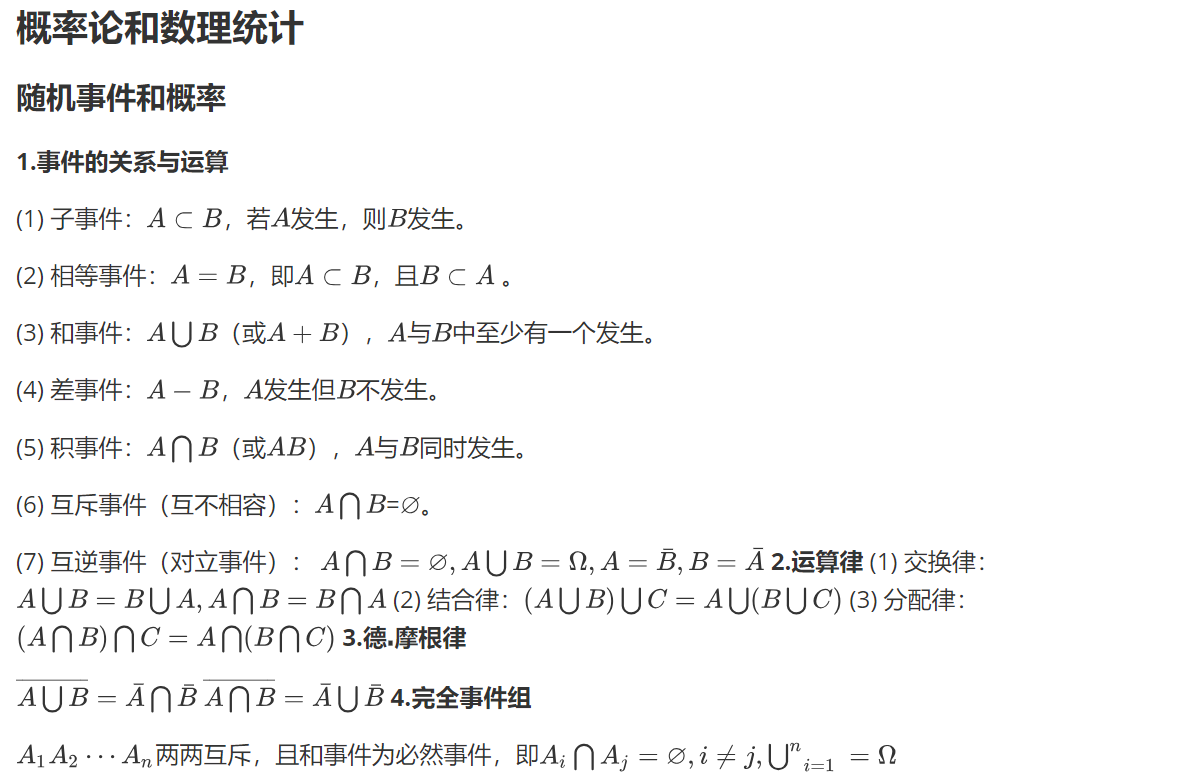 概率论和数理统计
随机事件和概率
1.事件的关系与运算
(1) 子事件：A ⊂ B，若A发生，则B发生。
(2) 相等事件：A = B，即A ⊂ B，且B ⊂ A 。
(3) 和事件：A⋃B（或A + B），A与B中至少有一个发生。
(4) 差事件：A − B，A发生但B不发生。
(5) 积事件：A⋂B（或AB），A与B同时发生。
(6) 互斥事件（互不相容）：A⋂B=∅。
(7) 互逆事件（对立事件）： A⋂B = ∅, A⋃B = Ω, A = B̄, B = Ā 2.运算律 (1) 交换律：
A⋃B = B⋃A, A⋂B = B⋂A (2) 结合律：(A⋃B)⋃C = A⋃(B⋃C) (3) 分配律：
(A⋂B)⋂C = A⋂(B⋂C) 3.德.摩根律
\overline{A⋃B} = Ā⋂B̄ \overline{A⋂B} = Ā⋃B̄ 4.完全事件组
A₁A₂⋯Aₙ两两互斥，且和事件为必然事件，即Aᵢ⋂Aⱼ = ∅, i ≠ j, ⋃ⁿᵢ₌₁ = Ω